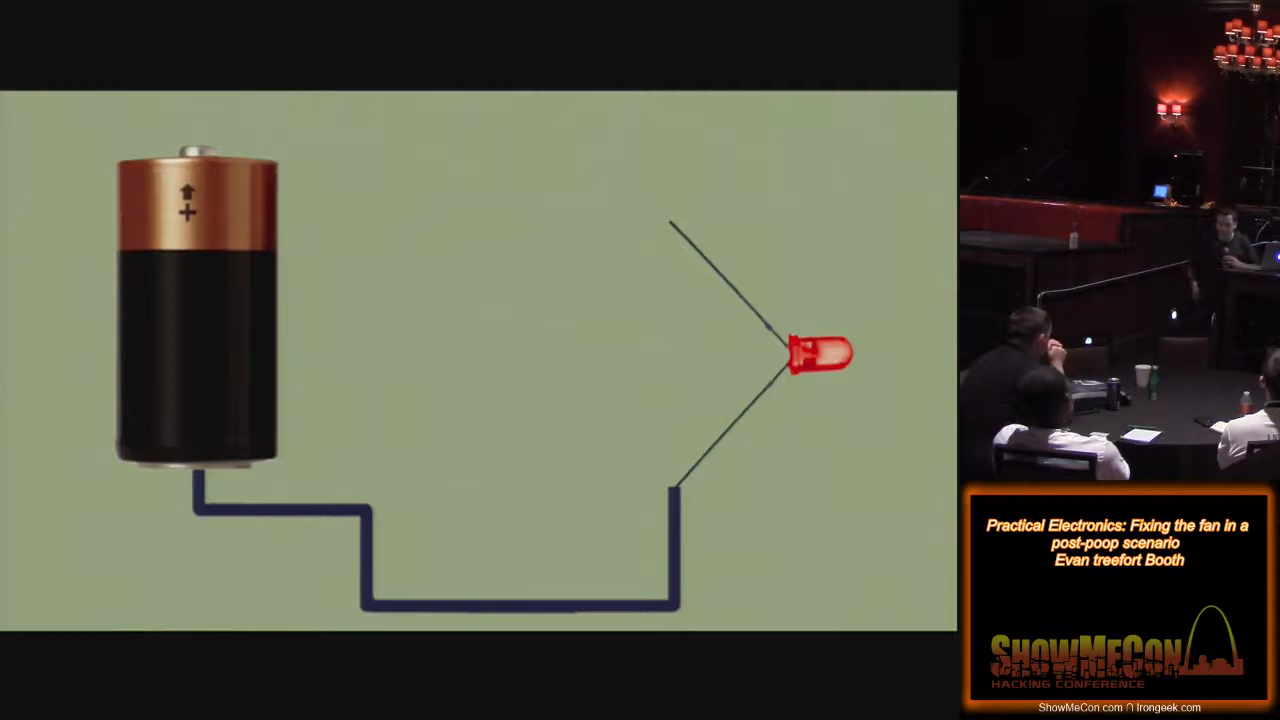 +
Practical Electronics: Fixing the fan in a
post-poop scenario
Evan treefort Booth
SHOWMECON
HACKING CONFERENCE
ShowMeCon.com ∩ Irongeek.com